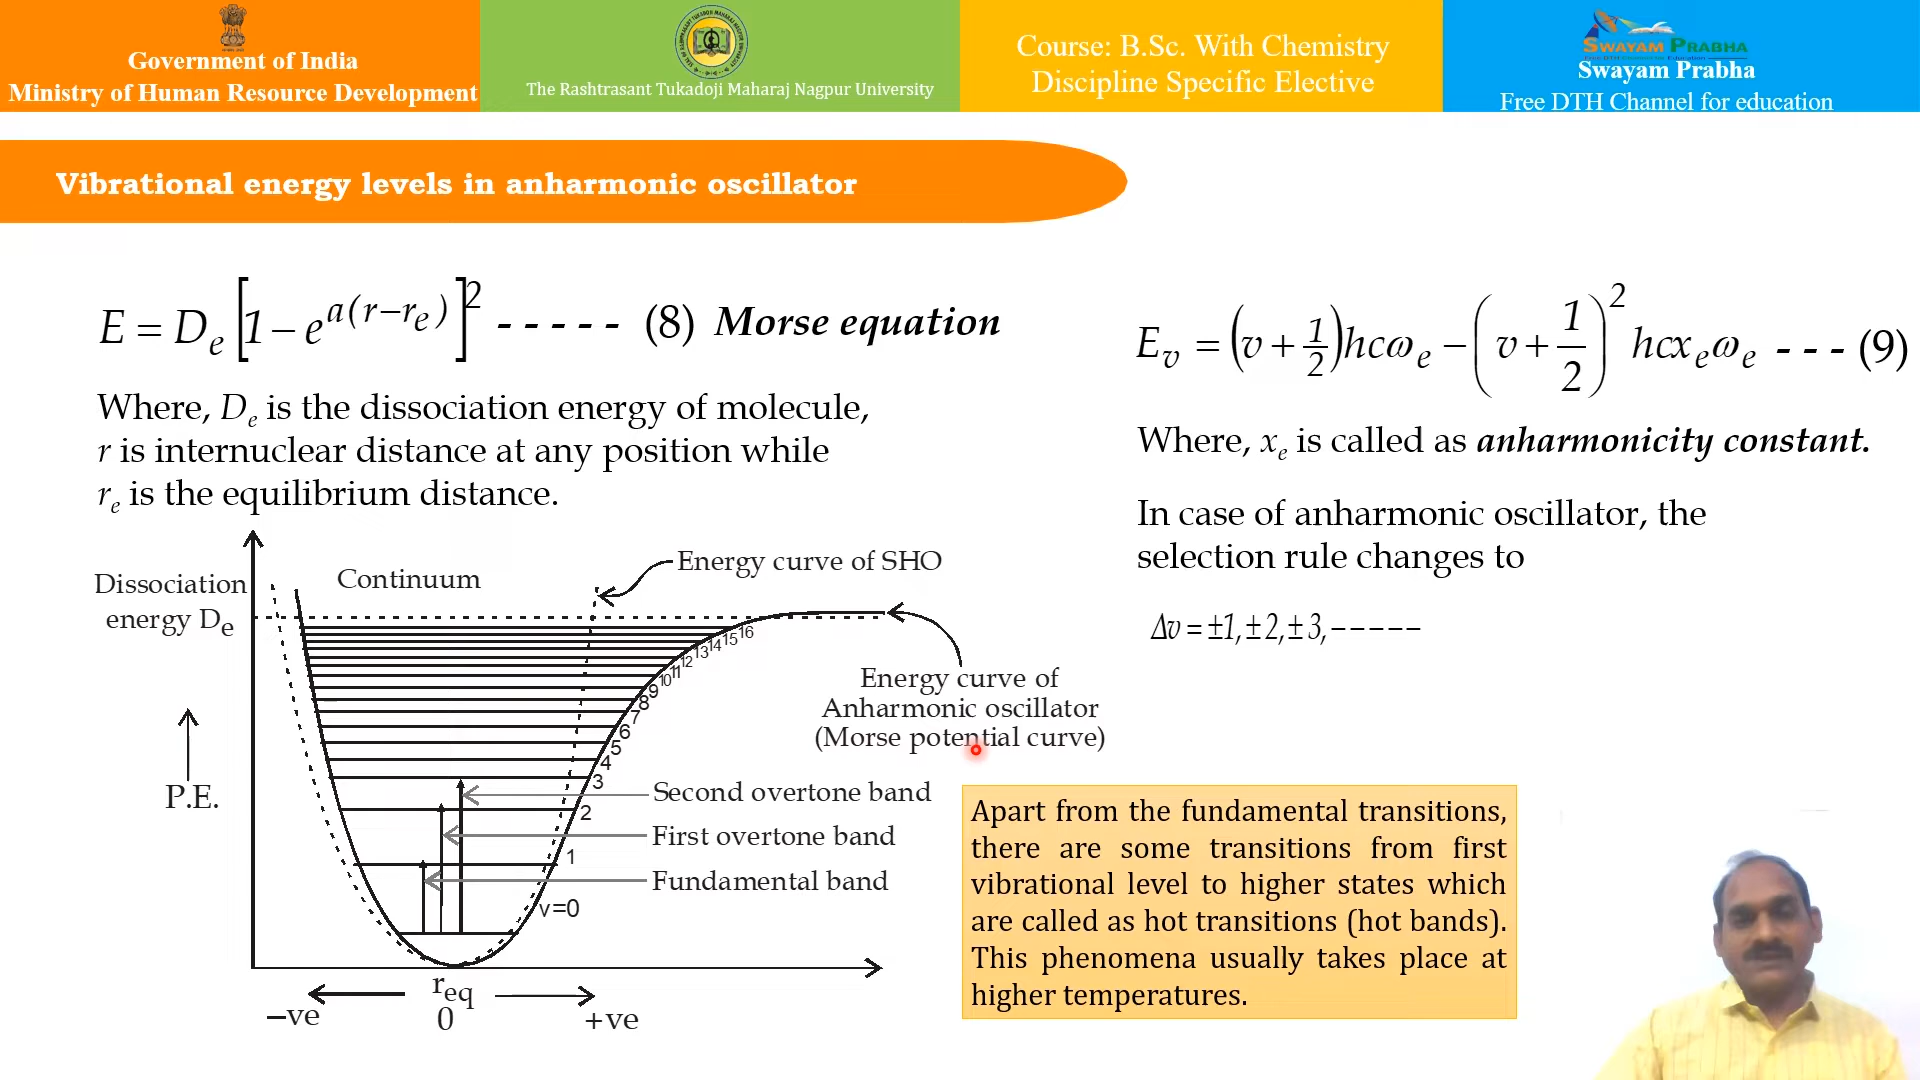 Government of India
Ministry of Human Resource Development
The Rashtrasant Tukadoji Maharaj Nagpur University
Course: B.Sc. With Chemistry
Discipline Specific Elective
SWAYAM PRABHA
Swayam Prabha
Free DTH Channel for education
Vibrational energy levels in anharmonic oscillator
E = Dₑ [1 − e^{a(r−rₑ)}]² - - - - - (8) Morse equation
Where, Dₑ is the dissociation energy of molecule,
r is internuclear distance at any position while
rₑ is the equilibrium distance.
Dissociation
energy Dₑ
Continuum
Energy curve of SHO
Energy curve of
Anharmonic oscillator
(Morse potential curve)
P.E.
16
15
14
13
12
11
10
9
8
7
6
5
4
3
2
1
v=0
Second overtone band
First overtone band
Fundamental band
r_eq
−ve 0 +ve
E_v = (v + 1/2)hcωₑ − (v + 1/2)² hcxₑωₑ - - - (9)
Where, xₑ is called as anharmonicity constant.
In case of anharmonic oscillator, the
selection rule changes to
Δv = ±1, ± 2, ± 3, − − − − −
Apart from the fundamental transitions,
there are some transitions from first
vibrational level to higher states which
are called as hot transitions (hot bands).
This phenomena usually takes place at
higher temperatures.